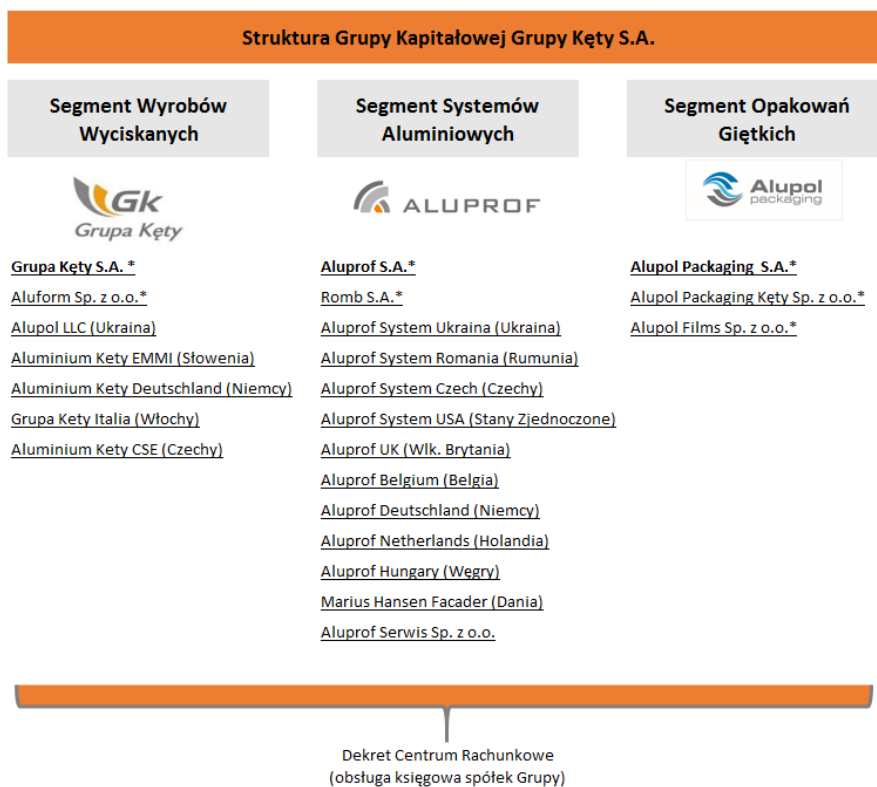 Struktura Grupy Kapitałowej Grupy Kęty S.A.
Segment Wyrobów
Wyciskanych
Gk
Grupa Kęty
Grupa Kęty S.A. *
Aluform Sp. z o.o.*
Alupol LLC (Ukraina)
Aluminium Kety EMMI (Słowenia)
Aluminium Kety Deutschland (Niemcy)
Grupa Kety Italia (Włochy)
Aluminium Kety CSE (Czechy)
Segment Systemów
Aluminiowych
ALUPROF
Aluprof S.A.*
Romb S.A.*
Aluprof System Ukraina (Ukraina)
Aluprof System Romania (Rumunia)
Aluprof System Czech (Czechy)
Aluprof System USA (Stany Zjednoczone)
Aluprof UK (Wlk. Brytania)
Aluprof Belgium (Belgia)
Aluprof Deutschland (Niemcy)
Aluprof Netherlands (Holandia)
Aluprof Hungary (Węgry)
Marius Hansen Facader (Dania)
Aluprof Serwis Sp. z o.o.
Segment Opakowań
Giętkich
Alupol
packaging
Alupol Packaging S.A.*
Alupol Packaging Kęty Sp. z o.o.*
Alupol Films Sp. z o.o.*
Dekret Centrum Rachunkowe
(obsługa księgowa spółek Grupy)